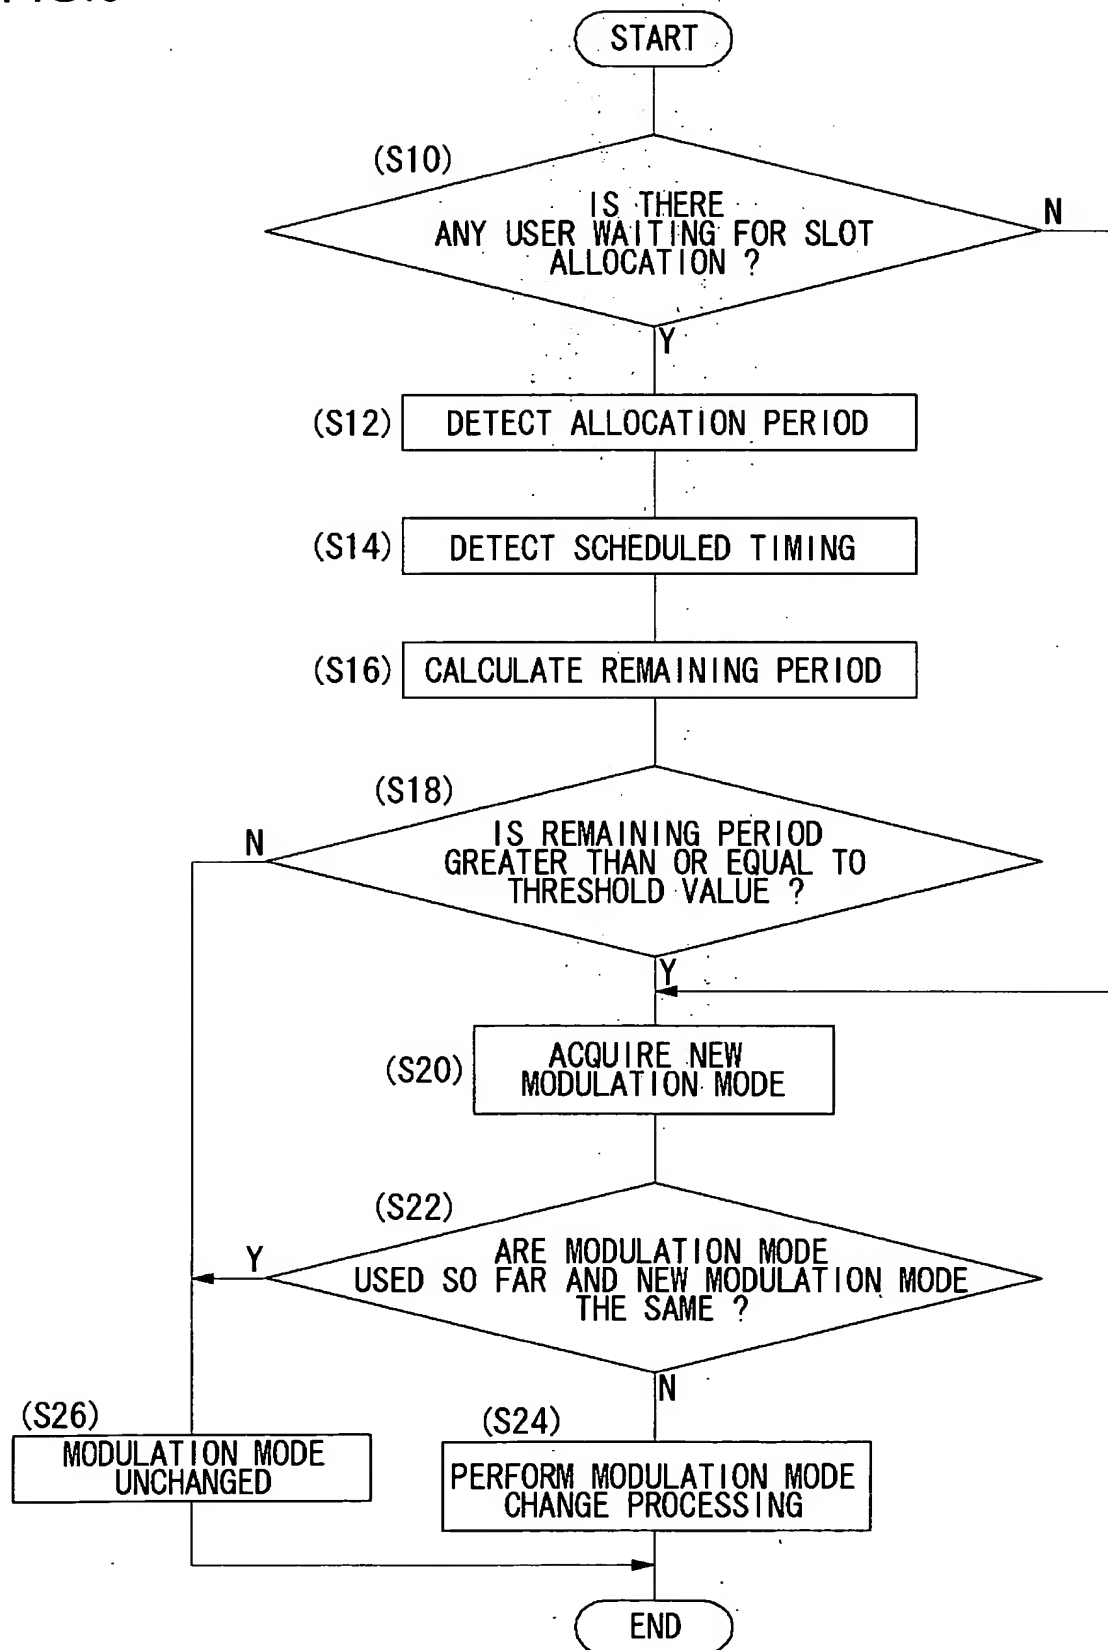 START
(S10)
IS THERE
ANY USER WAITING FOR SLOT
ALLOCATION ?
N
Y
(S12)
DETECT ALLOCATION PERIOD
(S14)
DETECT SCHEDULED TIMING
(S16)
CALCULATE REMAINING PERIOD
(S18)
N
IS REMAINING PERIOD
GREATER THAN OR EQUAL TO
THRESHOLD VALUE ?
Y
(S20)
ACQUIRE NEW
MODULATION MODE
(S22)
Y
ARE MODULATION MODE
USED SO FAR AND NEW MODULATION MODE
THE SAME ?
N
(S26)
MODULATION MODE
UNCHANGED
(S24)
PERFORM MODULATION MODE
CHANGE PROCESSING
END